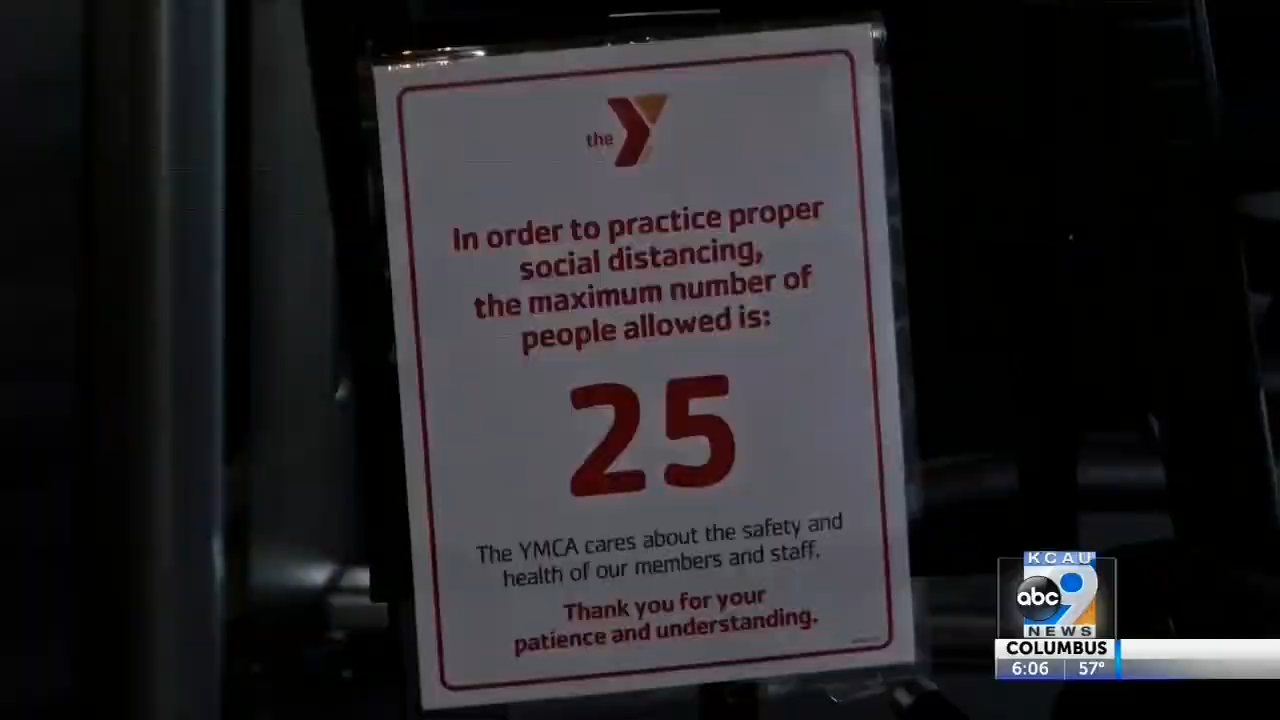 the Y
In order to practice proper
social distancing,
the maximum number of
people allowed is:
25
The YMCA cares about the safety and
health of our members and staff.
Thank you for your
patience and understanding.
KCAU
abc 9
NEWS
COLUMBUS
6:06 57°